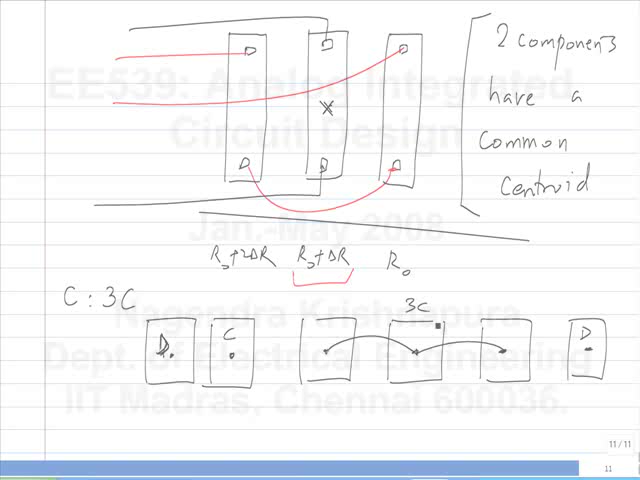 2 components
have a
common
centroid
EE539: Analog Integrated
Circuit Design
Jan.-May 2008
R₀+2ΔR R₀+ΔR R₀
C : 3C
3C
D. C D
Nagendra Krishnapura
Dept. of Electrical Engineering
IIT Madras, Chennai 600036.
11/11
11